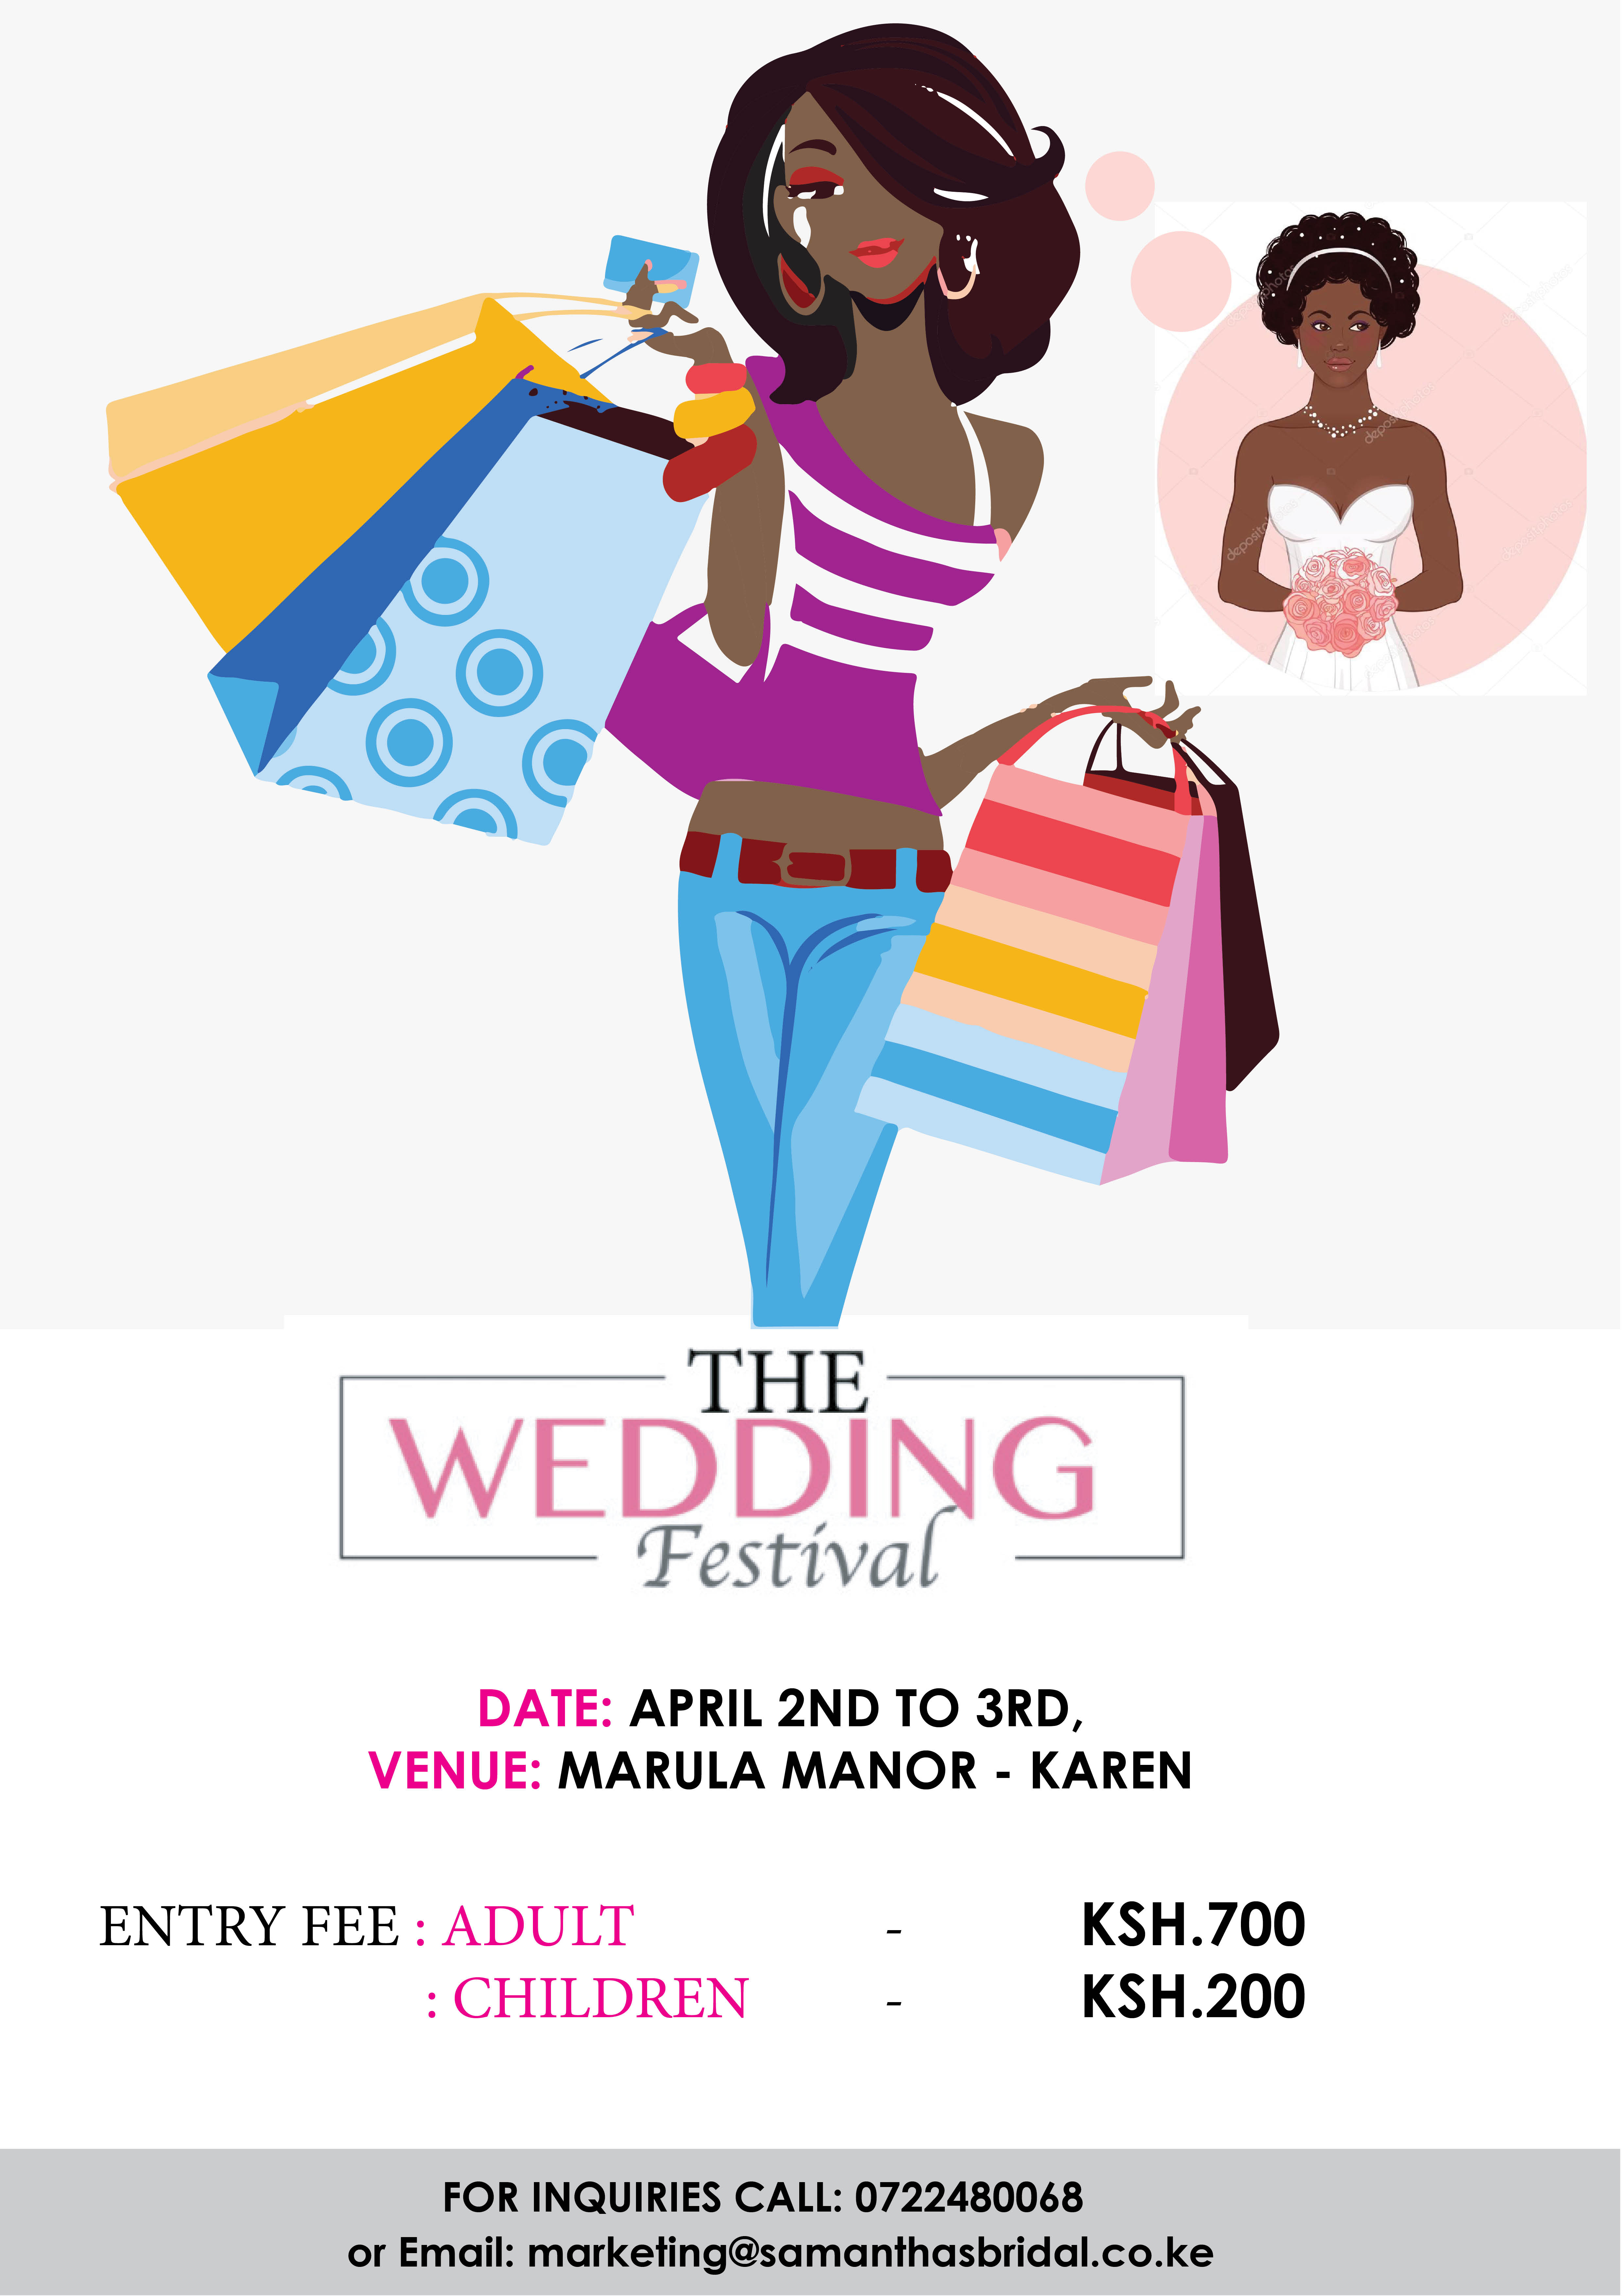 depositphotos
THE
WEDDING
Festival
DATE: APRIL 2ND TO 3RD,
VENUE: MARULA MANOR - KAREN
ENTRY FEE : ADULT - KSH.700
: CHILDREN - KSH.200
FOR INQUIRIES CALL: 0722480068
or Email: marketing@samanthasbridal.co.ke